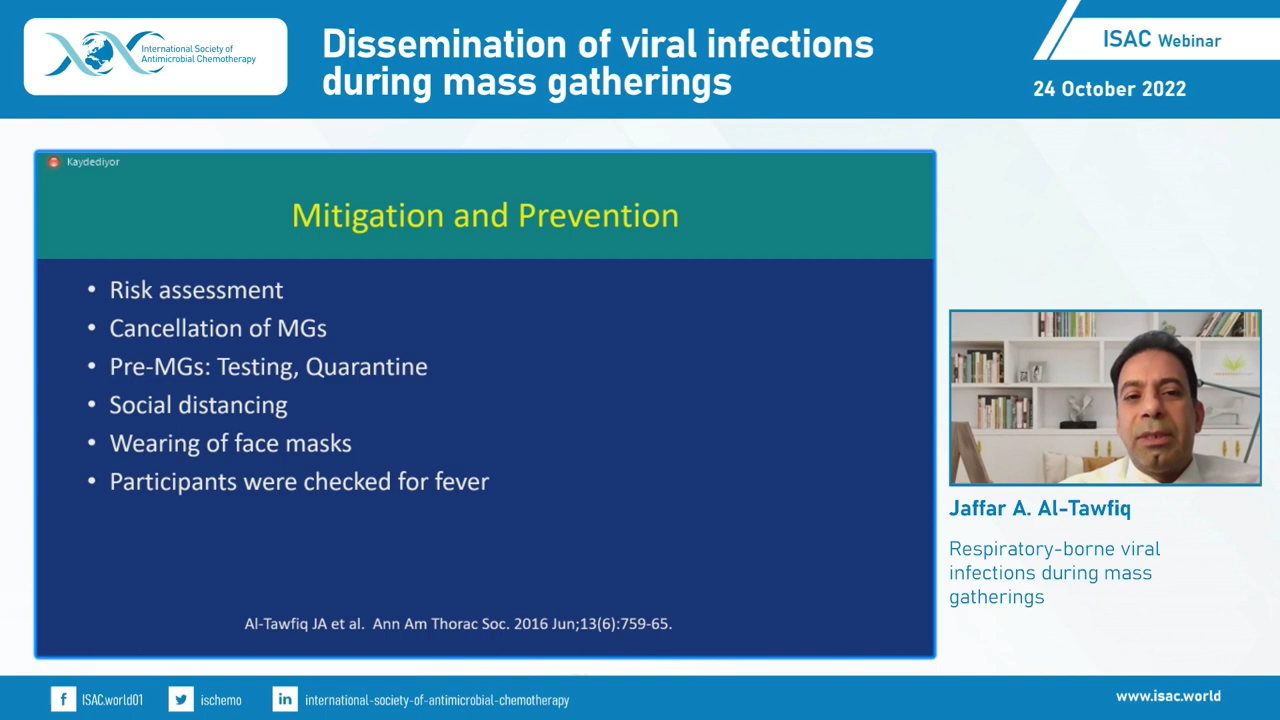 International Society of
Antimicrobial Chemotherapy
Dissemination of viral infections
during mass gatherings
ISAC Webinar
24 October 2022
Kaydediyor
Mitigation and Prevention
• Risk assessment
• Cancellation of MGs
• Pre-MGs: Testing, Quarantine
• Social distancing
• Wearing of face masks
• Participants were checked for fever
Al-Tawfiq JA et al. Ann Am Thorac Soc. 2016 Jun;13(6):759-65.
Jaffar A. Al-Tawfiq
Respiratory-borne viral
infections during mass
gatherings
ISAC.world01
ischemo
international-society-of-antimicrobial-chemotherapy
www.isac.world